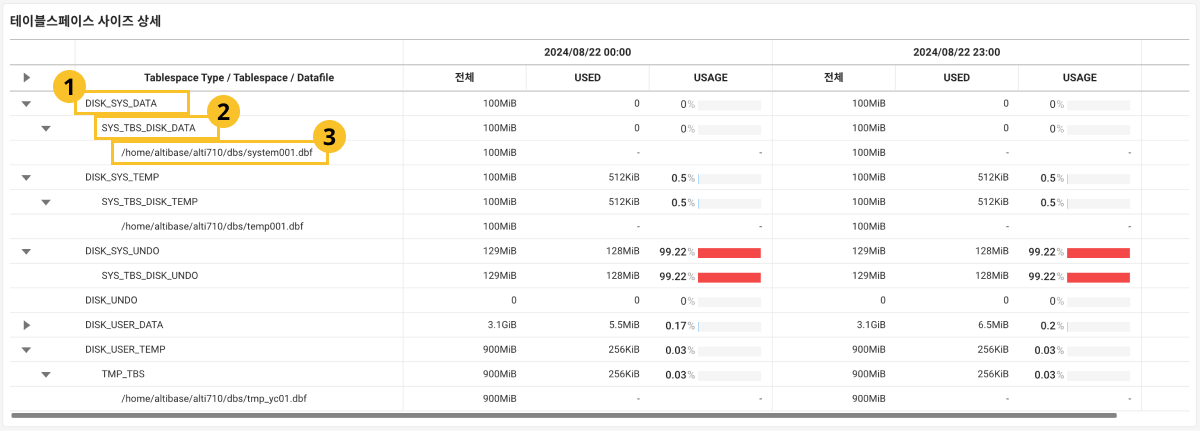 테이블스페이스 사이즈 상세
2024/08/22 00:00 2024/08/22 23:00
Tablespace Type / Tablespace / Datafile 전체 USED USAGE 전체 USED USAGE
1 DISK_SYS_DATA 100MiB 0 0% 100MiB 0 0%
2 SYS_TBS_DISK_DATA 100MiB 0 0% 100MiB 0 0%
3 /home/altibase/alti710/dbs/system001.dbf 100MiB - - 100MiB - -
DISK_SYS_TEMP 100MiB 512KiB 0.5% 100MiB 512KiB 0.5%
SYS_TBS_DISK_TEMP 100MiB 512KiB 0.5% 100MiB 512KiB 0.5%
/home/altibase/alti710/dbs/temp001.dbf 100MiB - - 100MiB - -
DISK_SYS_UNDO 129MiB 128MiB 99.22% 129MiB 128MiB 99.22%
SYS_TBS_DISK_UNDO 129MiB 128MiB 99.22% 129MiB 128MiB 99.22%
DISK_UNDO 0 0 0% 0 0 0%
DISK_USER_DATA 3.1GiB 5.5MiB 0.17% 3.1GiB 6.5MiB 0.2%
DISK_USER_TEMP 900MiB 256KiB 0.03% 900MiB 256KiB 0.03%
TMP_TBS 900MiB 256KiB 0.03% 900MiB 256KiB 0.03%
/home/altibase/alti710/dbs/tmp_yc01.dbf 900MiB - - 900MiB - -